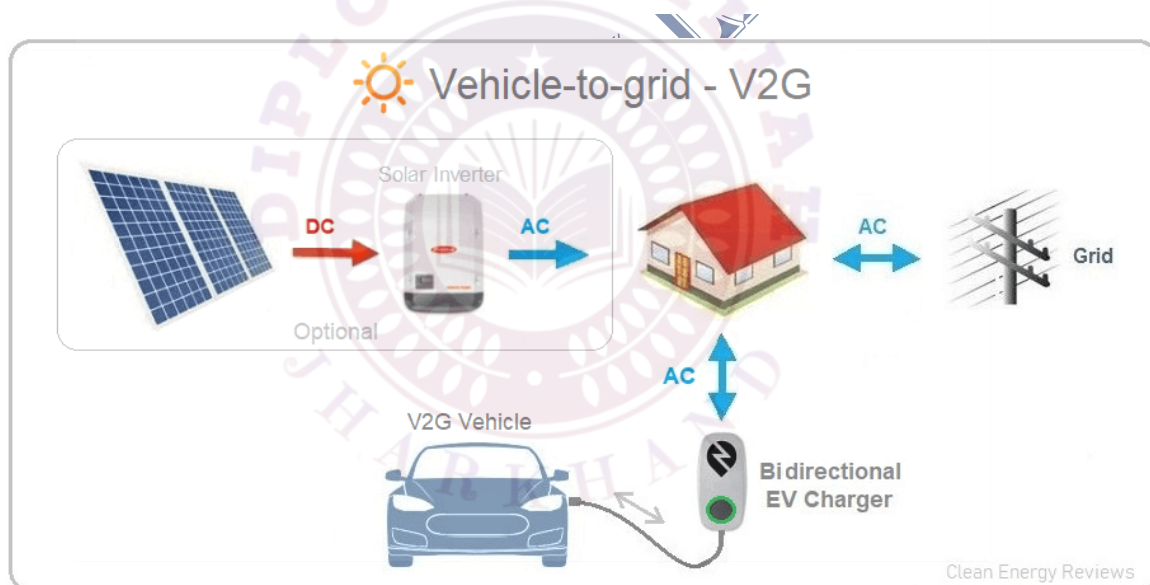 Vehicle-to-grid - V2G
Solar Inverter
DC
AC
AC
Grid
Optional
AC
V2G Vehicle
Bidirectional
EV Charger
Clean Energy Reviews
JHARKHAND